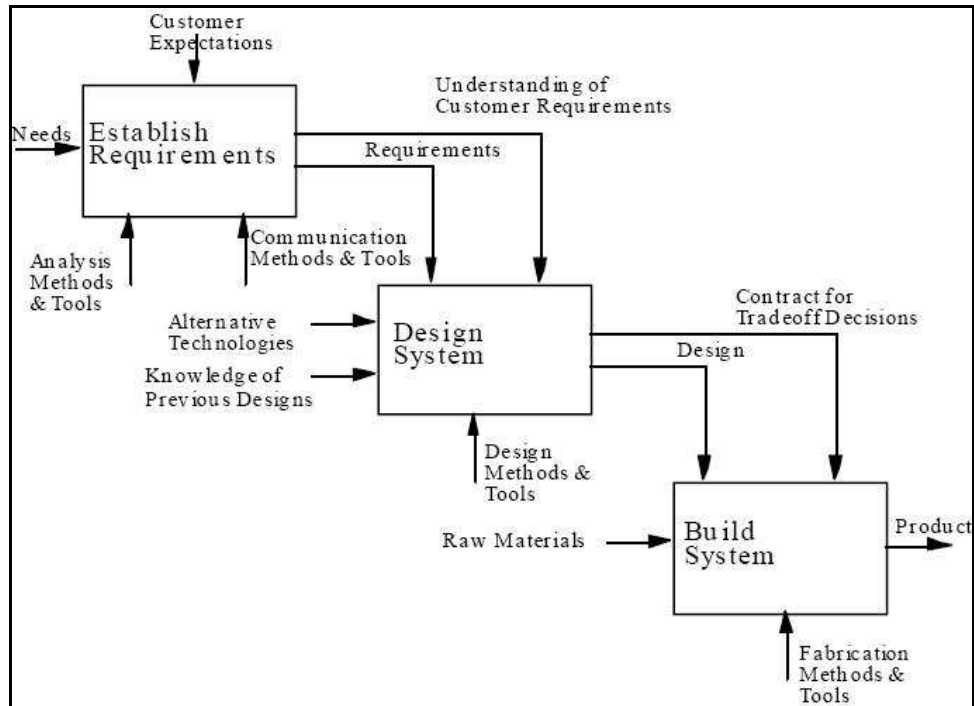 Customer
Expectations
Understanding of
Customer Requirements
Needs
Establish
Requirements
Requirements
Communication
Methods & Tools
Analysis
Methods
& Tools
Alternative
Technologies
Knowledge of
Previous Designs
Design
System
Contract for
Tradeoff Decisions
Design
Design
Methods &
Tools
Raw Materials
Build
System
Product
Fabrication
Methods &
Tools